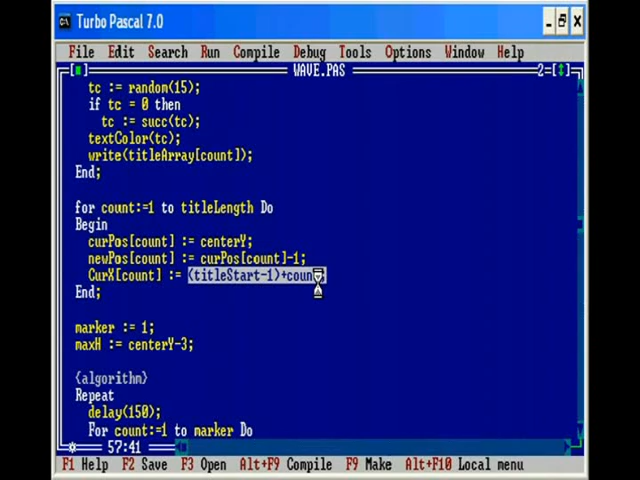 Turbo Pascal 7.0
File Edit Search Run Compile Debug Tools Options Window Help
WAVE.PAS 2=[↕]
tc := random(15);
if tc = 0 then
tc := succ(tc);
textColor(tc);
write(titleArray[count]);
End;
for count:=1 to titleLength Do
Begin
curPos[count] := centerY;
newPos[count] := curPos[count]-1;
CurX[count] := (titleStart-1)+coun
End;
marker := 1;
maxH := centerY-3;
{algorithm}
Repeat
delay(150);
For count:=1 to marker Do
57:41
F1 Help F2 Save F3 Open Alt+F9 Compile F9 Make Alt+F10 Local menu